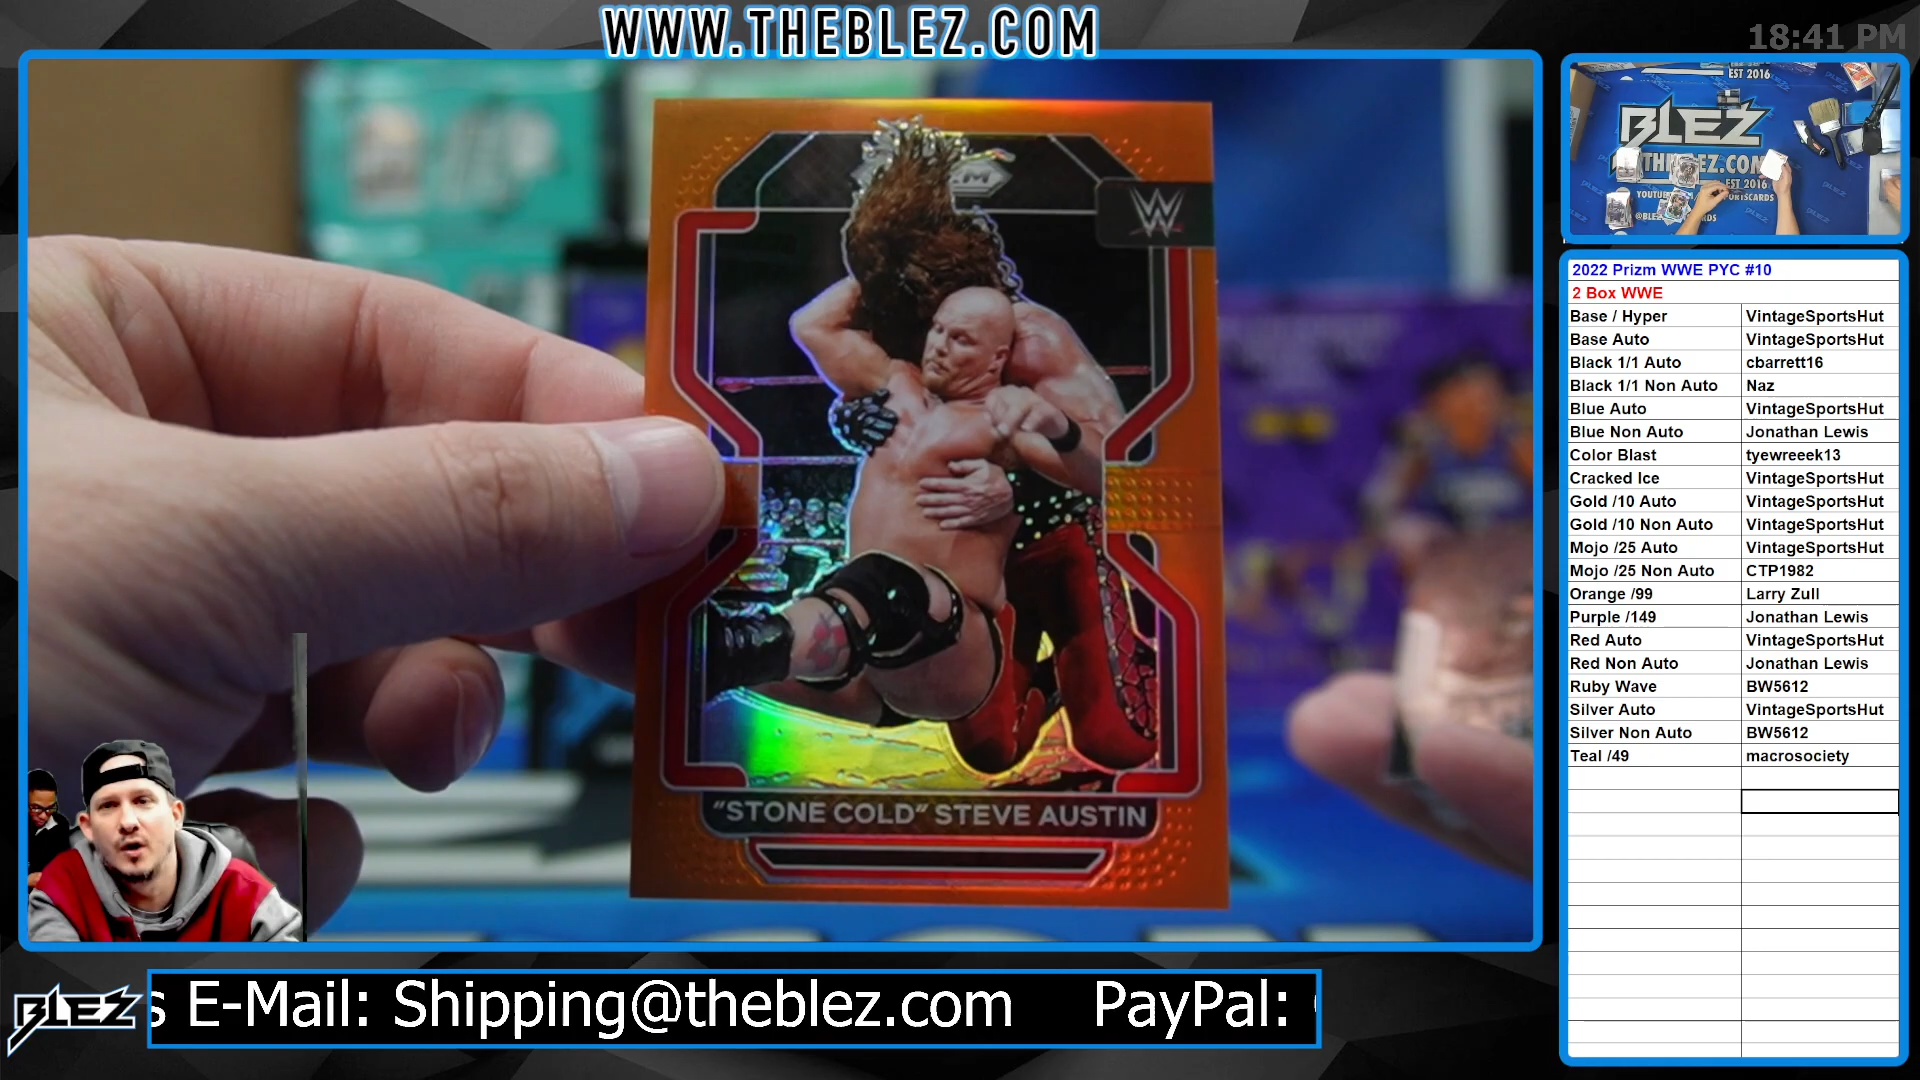 WWW.THEBLEZ.COM
18:41 PM
EST 2016
BLEZ
EST 2016
W
"STONE COLD" STEVE AUSTIN
2022 Prizm WWE PYC #10
2 Box WWE
Base / Hyper VintageSportsHut
Base Auto VintageSportsHut
Black 1/1 Auto cbarrett16
Black 1/1 Non Auto Naz
Blue Auto VintageSportsHut
Blue Non Auto Jonathan Lewis
Color Blast tyewreeek13
Cracked Ice VintageSportsHut
Gold /10 Auto VintageSportsHut
Gold /10 Non Auto VintageSportsHut
Mojo /25 Auto VintageSportsHut
Mojo /25 Non Auto CTP1982
Orange /99 Larry Zull
Purple /149 Jonathan Lewis
Red Auto VintageSportsHut
Red Non Auto Jonathan Lewis
Ruby Wave BW5612
Silver Auto VintageSportsHut
Silver Non Auto BW5612
Teal /49 macrosociety
BLEZ
s E-Mail: Shipping@theblez.com PayPal: